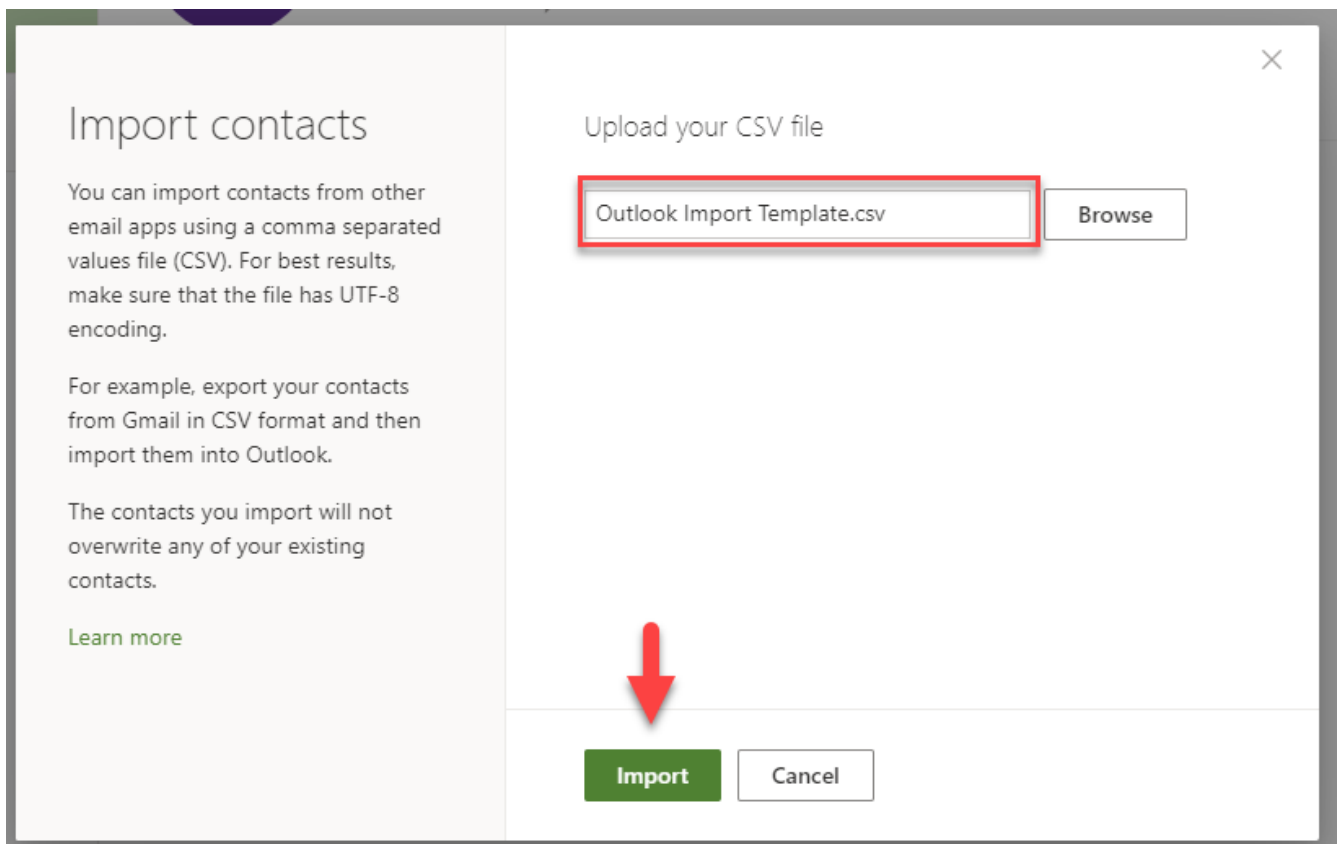 Import contacts
You can import contacts from other
email apps using a comma separated
values file (CSV). For best results,
make sure that the file has UTF-8
encoding.
For example, export your contacts
from Gmail in CSV format and then
import them into Outlook.
The contacts you import will not
overwrite any of your existing
contacts.
Learn more
Upload your CSV file
Outlook Import Template.csv
Browse
Import
Cancel